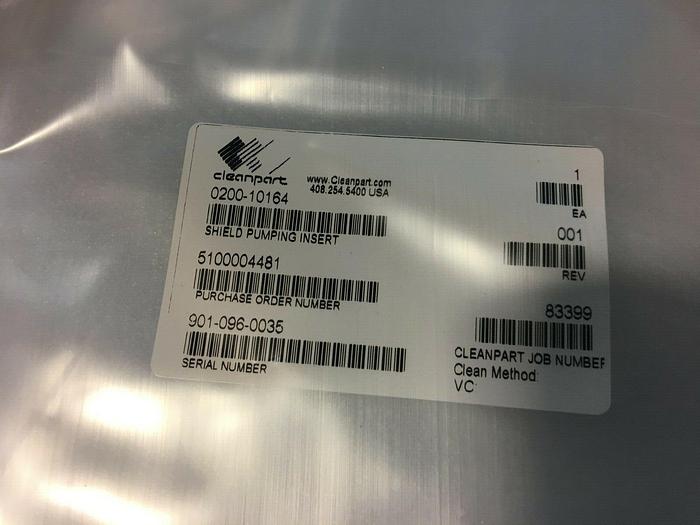 cleanpart
www.Cleanpart.com
408.254.5400 USA
0200-10164
SHIELD PUMPING INSERT
5100004481
PURCHASE ORDER NUMBER
901-096-0035
SERIAL NUMBER
1
EA
001
REV
83399
CLEANPART JOB NUMBER
Clean Method:
VC: